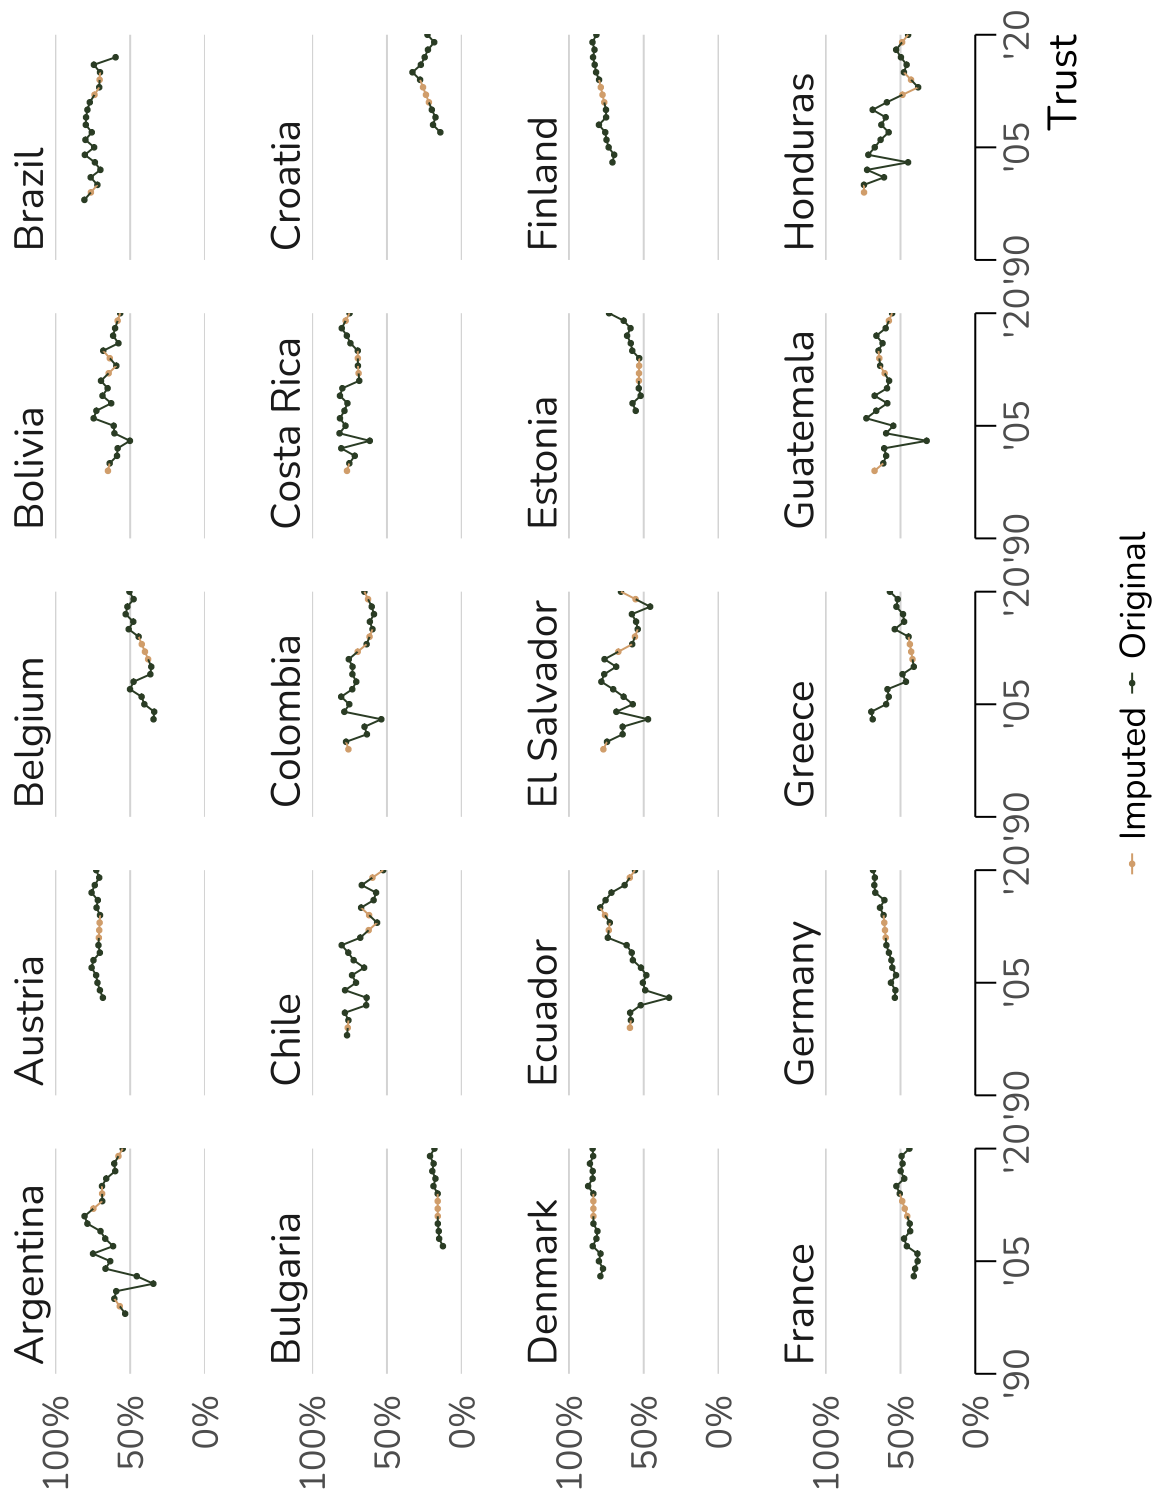 Argentina
Austria
Belgium
Bolivia
Brazil
100%
50%
0%
Bulgaria
Chile
Colombia
Costa Rica
Croatia
100%
50%
0%
Denmark
Ecuador
El Salvador
Estonia
Finland
100%
50%
0%
France
Germany
Greece
Guatemala
Honduras
100%
50%
0%
'90 '05 '20 '90 '05 '20 '90 '05 '20 '90 '05 '20 '90 '05 '20
Trust
Imputed Original